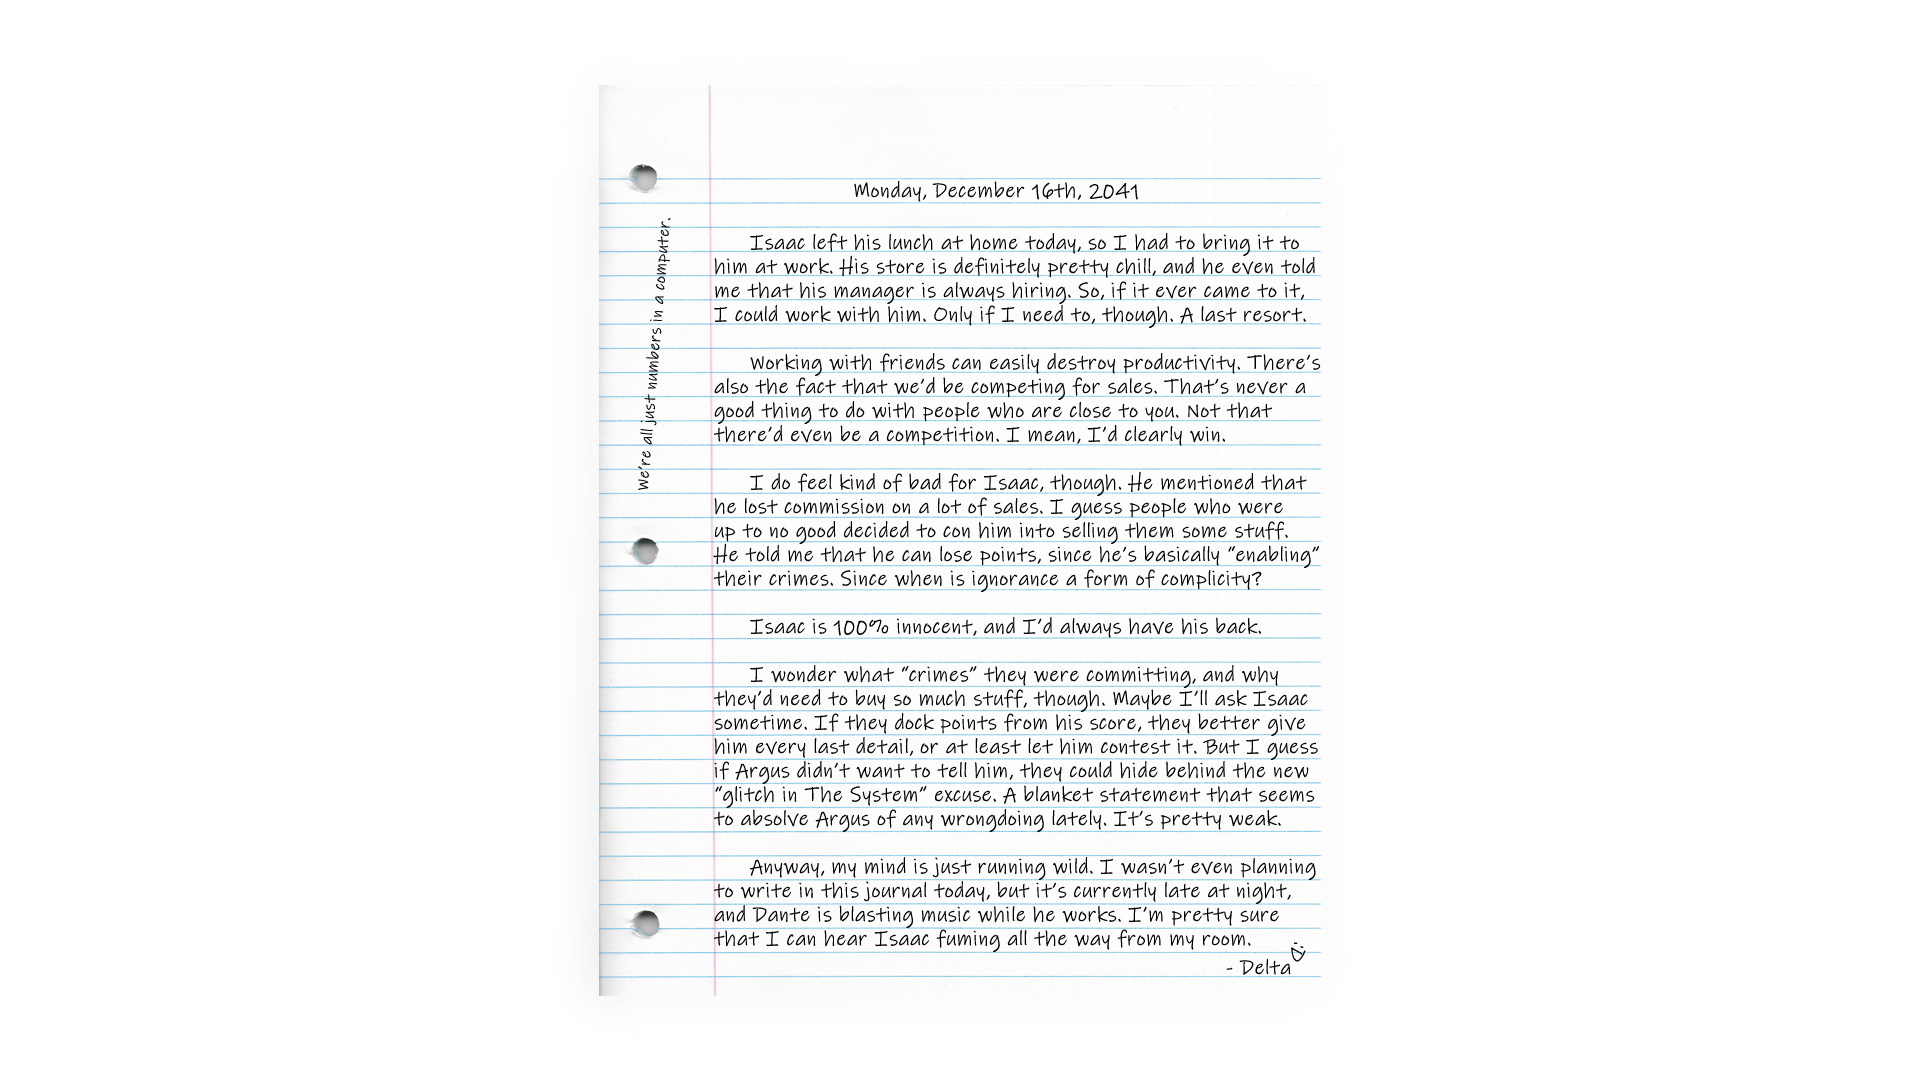 Monday, December 16th, 2041
We're all just numbers in a computer.
Isaac left his lunch at home today, so I had to bring it to
him at work. His store is definitely pretty chill, and he even told
me that his manager is always hiring. So, if it ever came to it,
I could work with him. Only if I need to, though. A last resort.
Working with friends can easily destroy productivity. There's
also the fact that we'd be competing for sales. That's never a
good thing to do with people who are close to you. Not that
there'd even be a competition. I mean, I'd clearly win.
I do feel kind of bad for Isaac, though. He mentioned that
he lost commission on a lot of sales. I guess people who were
up to no good decided to con him into selling them some stuff.
He told me that he can lose points, since he's basically “enabling”
their crimes. Since when is ignorance a form of complicity?
Isaac is 100% innocent, and I'd always have his back.
I wonder what “crimes” they were committing, and why
they'd need to buy so much stuff, though. Maybe I'll ask Isaac
sometime. If they dock points from his score, they better give
him every last detail, or at least let him contest it. But I guess
if Argus didn't want to tell him, they could hide behind the new
“glitch in The System” excuse. A blanket statement that seems
to absolve Argus of any wrongdoing lately. It's pretty weak.
Anyway, my mind is just running wild. I wasn't even planning
to write in this journal today, but it's currently late at night,
and Dante is blasting music while he works. I'm pretty sure
that I can hear Isaac fuming all the way from my room.
- Delta